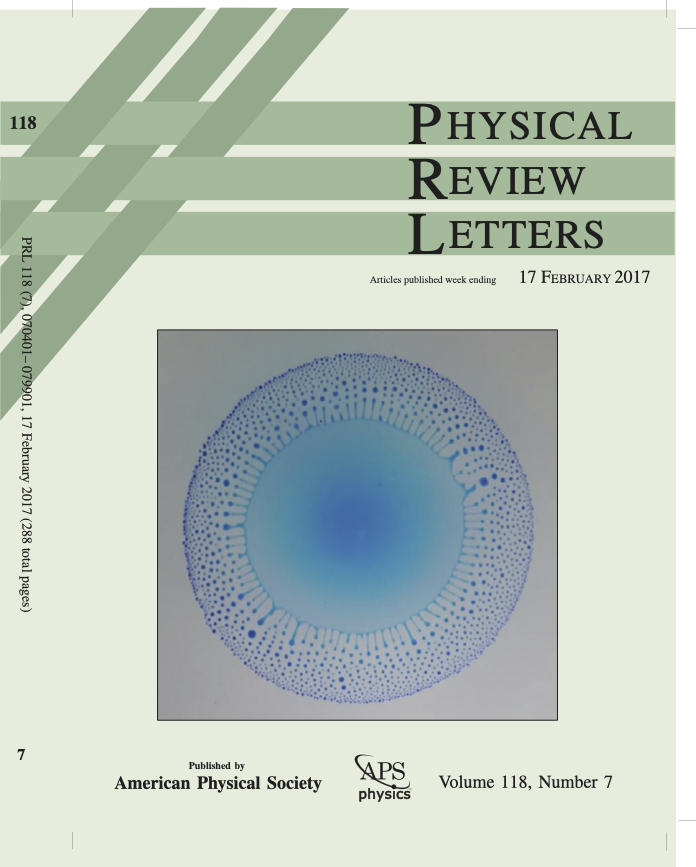 118
PHYSICAL
REVIEW
LETTERS
Articles published week ending 17 FEBRUARY 2017
PRL 118 (7), 070401– 079901, 17 February 2017 (288 total pages)
7
Published by
American Physical Society
APS
physics
Volume 118, Number 7